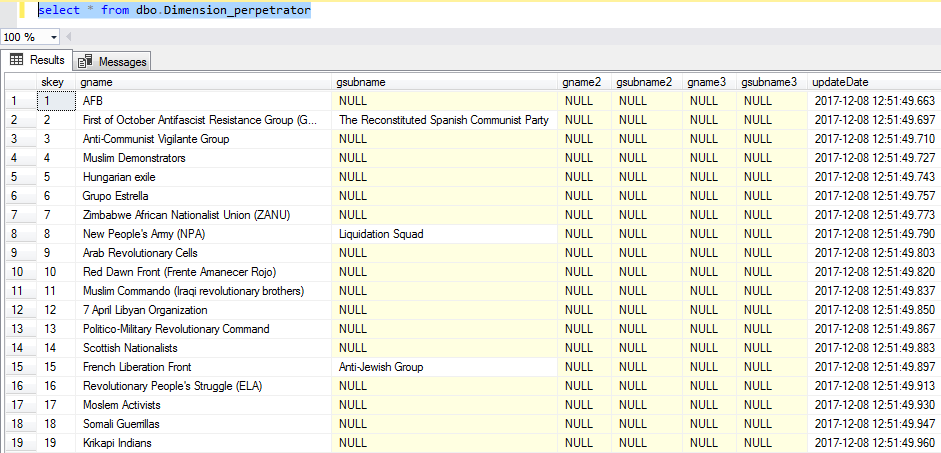 select * from dbo.Dimension_perpetrator
100 %
Results Messages
skey gname gsubname gname2 gsubname2 gname3 gsubname3 updateDate
1 1 AFB NULL NULL NULL NULL NULL 2017-12-08 12:51:49.663
2 2 First of October Antifascist Resistance Group (G... The Reconstituted Spanish Communist Party NULL NULL NULL NULL 2017-12-08 12:51:49.697
3 3 Anti-Communist Vigilante Group NULL NULL NULL NULL NULL 2017-12-08 12:51:49.710
4 4 Muslim Demonstrators NULL NULL NULL NULL NULL 2017-12-08 12:51:49.727
5 5 Hungarian exile NULL NULL NULL NULL NULL 2017-12-08 12:51:49.743
6 6 Grupo Estrella NULL NULL NULL NULL NULL 2017-12-08 12:51:49.757
7 7 Zimbabwe African Nationalist Union (ZANU) NULL NULL NULL NULL NULL 2017-12-08 12:51:49.773
8 8 New People's Army (NPA) Liquidation Squad NULL NULL NULL NULL 2017-12-08 12:51:49.790
9 9 Arab Revolutionary Cells NULL NULL NULL NULL NULL 2017-12-08 12:51:49.803
10 10 Red Dawn Front (Frente Amanecer Rojo) NULL NULL NULL NULL NULL 2017-12-08 12:51:49.820
11 11 Muslim Commando (Iraqi revolutionary brothers) NULL NULL NULL NULL NULL 2017-12-08 12:51:49.837
12 12 7 April Libyan Organization NULL NULL NULL NULL NULL 2017-12-08 12:51:49.850
13 13 Politico-Military Revolutionary Command NULL NULL NULL NULL NULL 2017-12-08 12:51:49.867
14 14 Scottish Nationalists NULL NULL NULL NULL NULL 2017-12-08 12:51:49.883
15 15 French Liberation Front Anti-Jewish Group NULL NULL NULL NULL 2017-12-08 12:51:49.897
16 16 Revolutionary People's Struggle (ELA) NULL NULL NULL NULL NULL 2017-12-08 12:51:49.913
17 17 Moslem Activists NULL NULL NULL NULL NULL 2017-12-08 12:51:49.930
18 18 Somali Guerrillas NULL NULL NULL NULL NULL 2017-12-08 12:51:49.947
19 19 Krikapi Indians NULL NULL NULL NULL NULL 2017-12-08 12:51:49.960